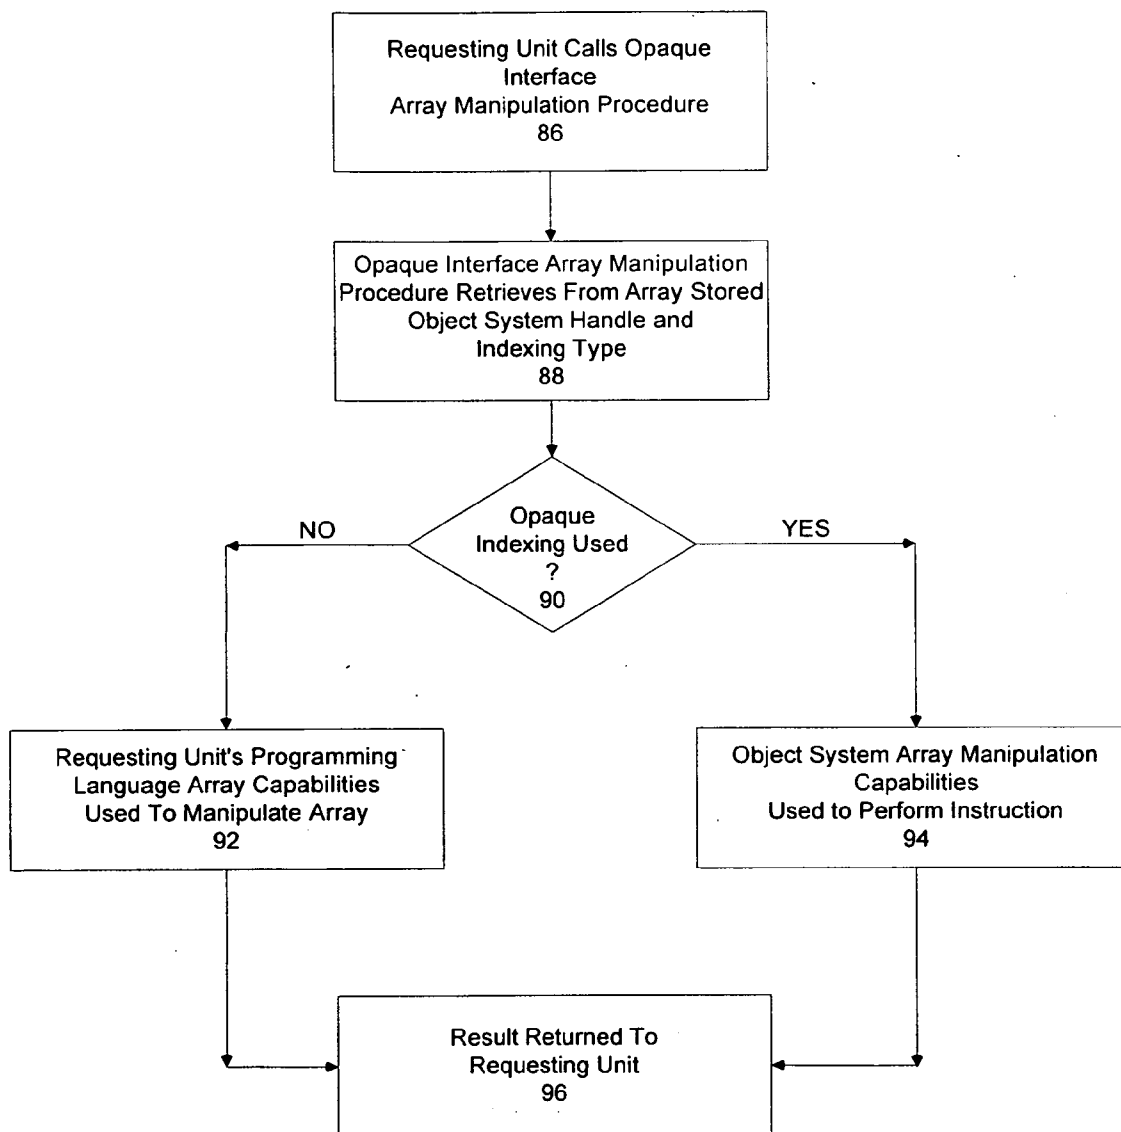 Requesting Unit Calls Opaque
Interface
Array Manipulation Procedure
86
Opaque Interface Array Manipulation
Procedure Retrieves From Array Stored
Object System Handle and
Indexing Type
88
Opaque
Indexing Used
?
90
NO
YES
Requesting Unit's Programming
Language Array Capabilities
Used To Manipulate Array
92
Object System Array Manipulation
Capabilities
Used to Perform Instruction
94
Result Returned To
Requesting Unit
96